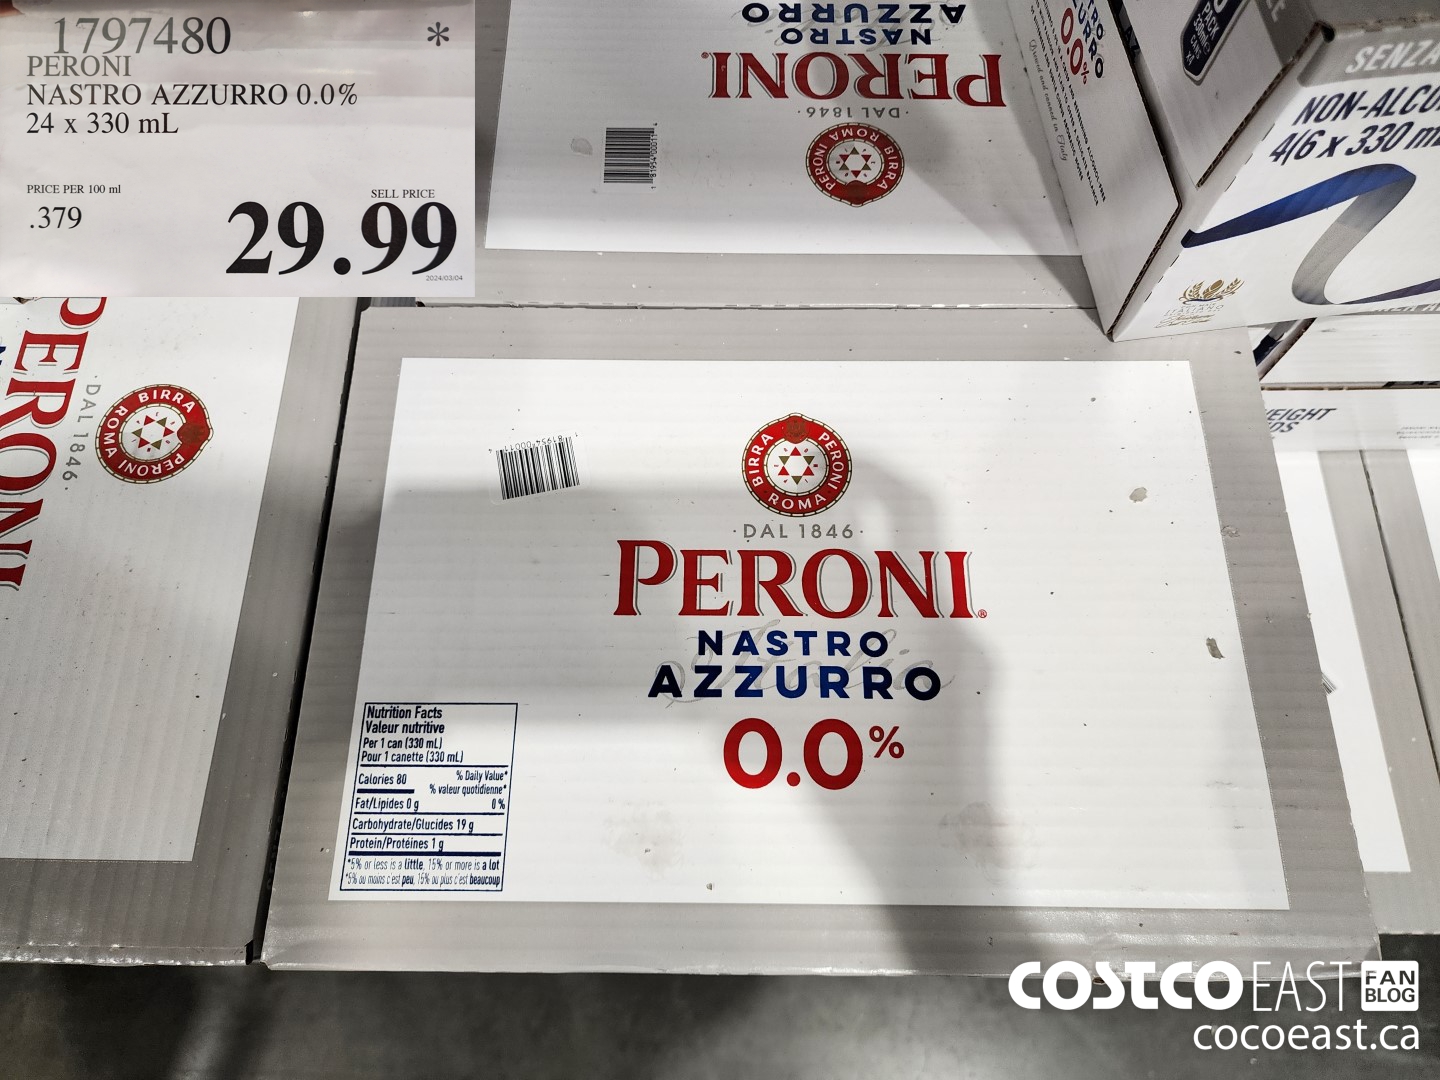 1797480 *
PERONI
NASTRO AZZURRO 0.0%
24 x 330 mL
PRICE PER 100 ml
.379
SELL PRICE
29.99
2024/03/04
AZZURRO
NASTRO
PERONI
DAL 1846
BIRRA PERONI ROMA
0.0%
SENZA
4|6 x 330 mL
PERONI
DAL 1846
BIRRA PERONI ROMA
BIRRA PERONI ROMA
·DAL 1846·
PERONI®
NASTRO
Italia
AZZURRO
0.0%
Nutrition Facts
Valeur nutritive
Per 1 can (330 mL)
Pour 1 canette (330 mL)
Calories 80
% Daily Value*
% valeur quotidienne*
Fat/Lipides 0 g 0 %
Carbohydrate/Glucides 19 g
Protein/Protéines 1 g
*5% or less is a little, 15% or more is a lot
*5% ou moins c'est peu, 15% ou plus c'est beaucoup
COSTCO EAST FAN BLOG
cocoeast.ca